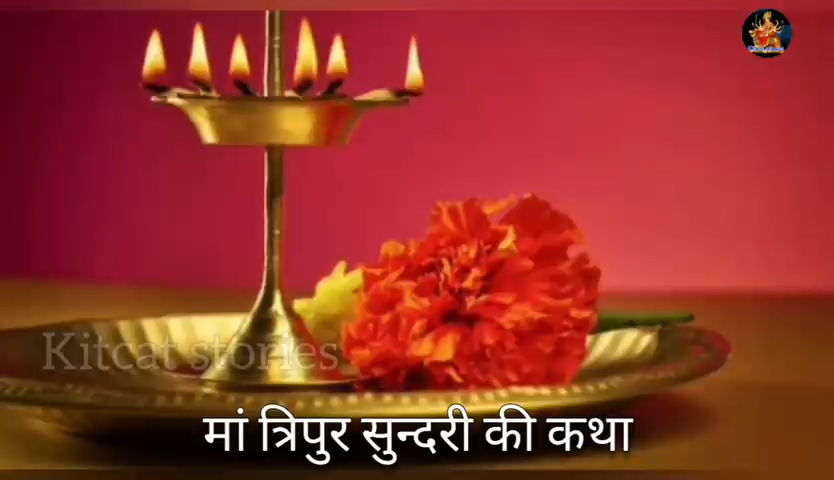 Kitcat stories
मां त्रिपुर सुन्दरी की कथा